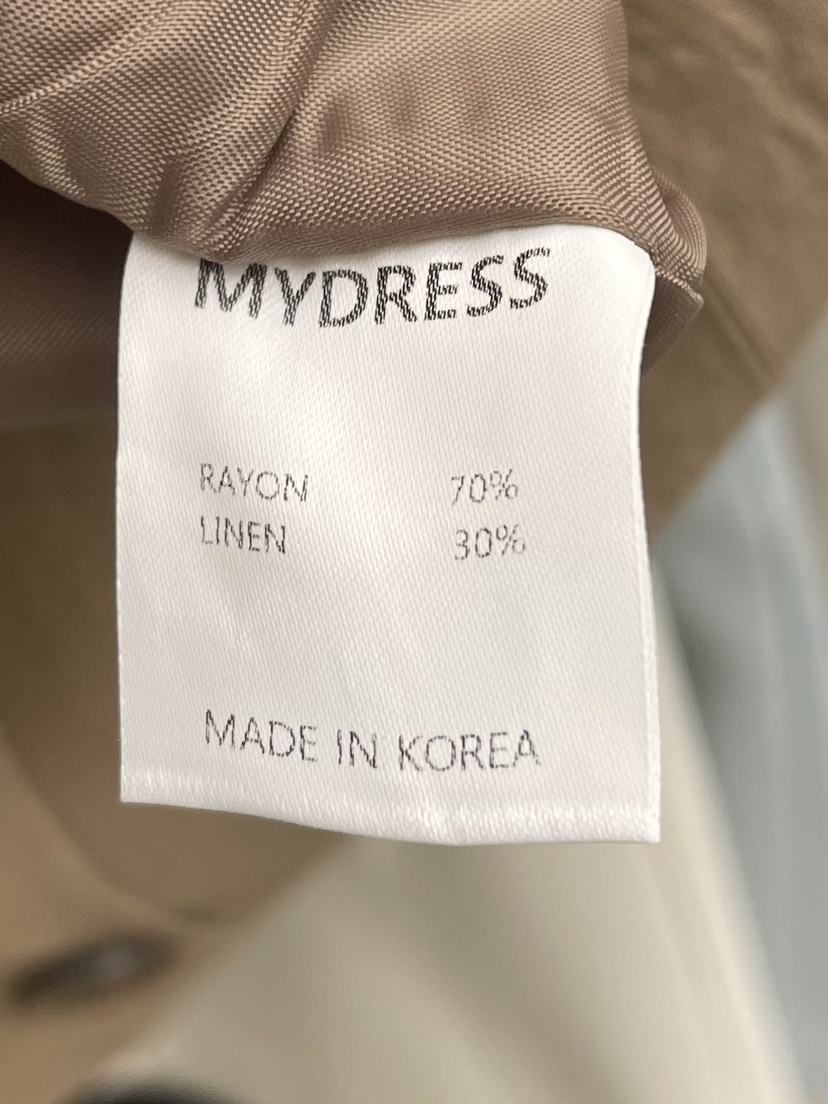 MYDRESS
RAYON 70%
LINEN 30%
MADE IN KOREA